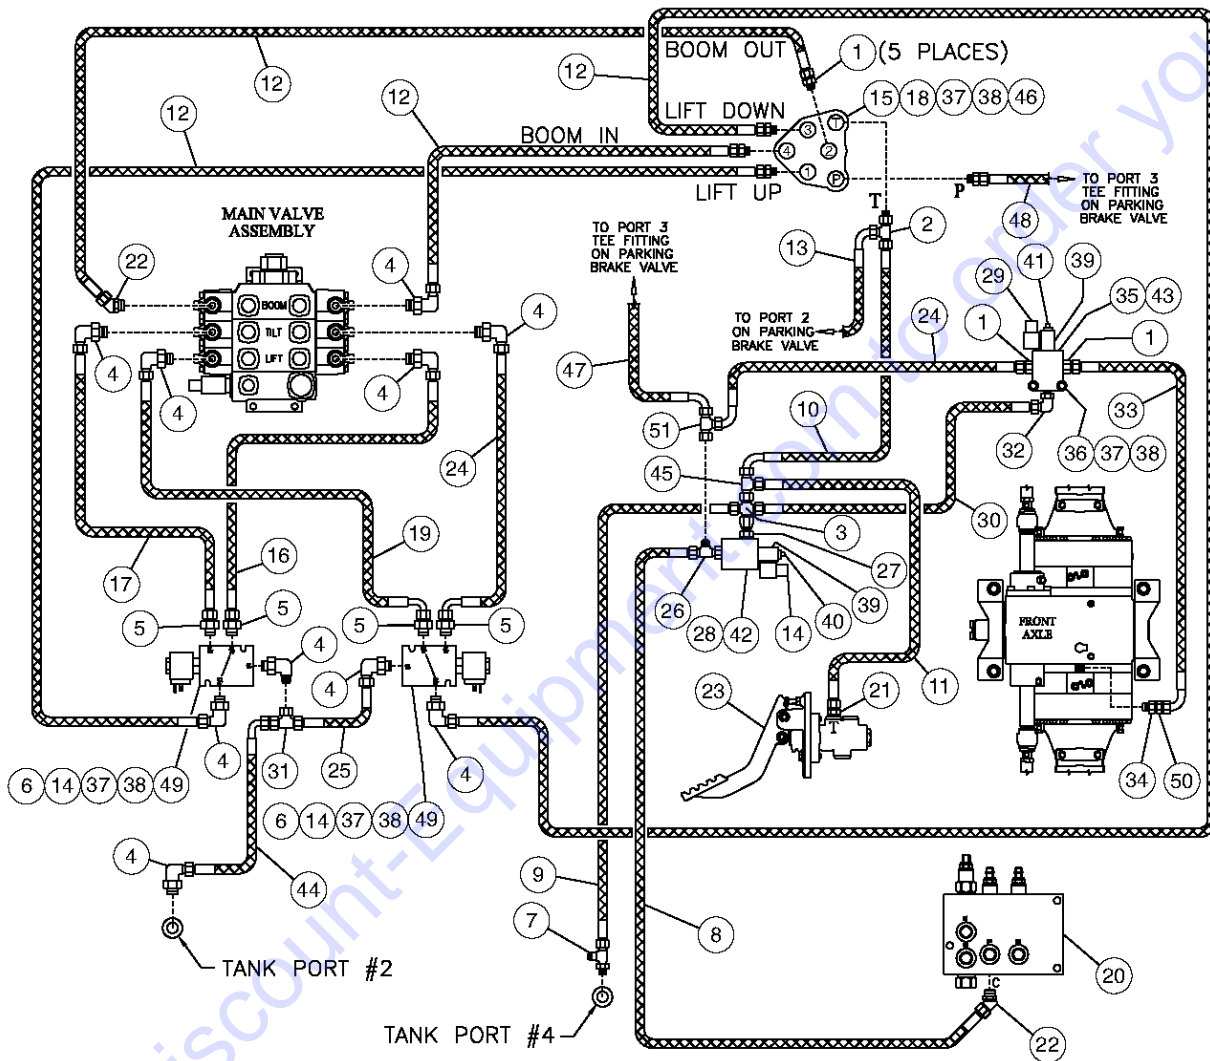 BOOM OUT
1 (5 PLACES)
12
12
15 18 37 38 46
LIFT DOWN
12
12
BOOM IN
3 T
4 2
1 P
LIFT UP
T
P
TO PORT 3
TEE FITTING
ON PARKING
BRAKE VALVE
48
MAIN VALVE
ASSEMBLY
TO PORT 3
TEE FITTING
ON PARKING
BRAKE VALVE
13
2
22
4
41
39
29
35 43
BOOM
TILT
LIFT
4
TO PORT 2
ON PARKING
BRAKE VALVE
24
1
1
4
4
4
47
33
51
10
32
36 37 38
24
45
30
3
19
16
17
27
26
28 42
14
40
39
FRONT
AXLE
5
5
5
5
4
4
11
23
21
T
6 14 37 38 49
4
31
25
4
6 14 37 38 49
34
50
4
44
9
8
7
20
TANK PORT #2
C
TANK PORT #4
22
iscount-Equipment.com to order you